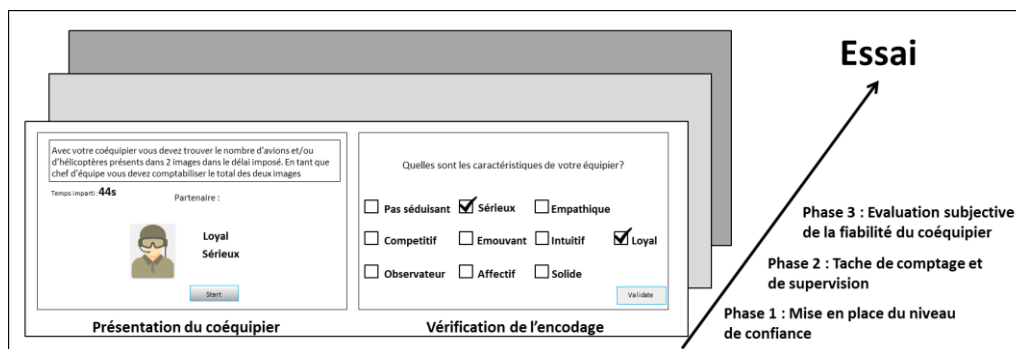 Essai
Avec votre coéquipier vous devez trouver le nombre d'avions et/ou
d'hélicoptères présents dans 2 images dans le délai imposé. En tant que
chef d'équipe vous devez comptabiliser le total des deux images
Temps imparti: 44s
Partenaire :
Loyal
Sérieux
Start
Présentation du coéquipier
Quelles sont les caractéristiques de votre équipier?
Pas séduisant Sérieux Empathique
Competitif Emouvant Intuitif Loyal
Observateur Affectif Solide
Validate
Vérification de l'encodage
Phase 3 : Evaluation subjective
de la fiabilité du coéquipier
Phase 2 : Tache de comptage et
de supervision
Phase 1 : Mise en place du niveau
de confiance